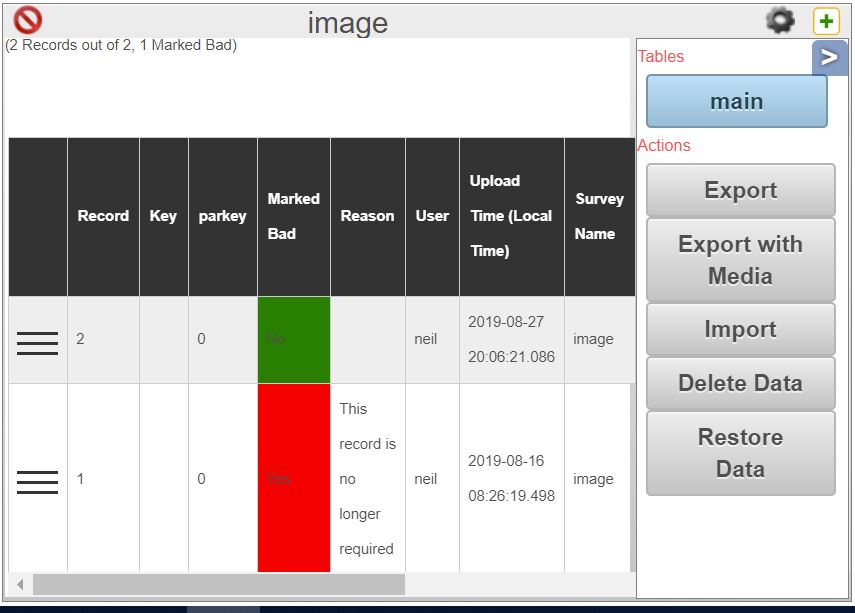 image
(2 Records out of 2, 1 Marked Bad)
Tables
>
main
Actions
Export
Export with
Media
Import
Delete Data
Restore
Data
Record
Key
parkey
Marked
Bad
Reason
User
Upload
Time (Local
Time)
Survey
Name
2
0
No
neil
2019-08-27
20:06:21.086
image
1
0
Yes
This
record is
no
longer
required
neil
2019-08-16
08:26:19.498
image